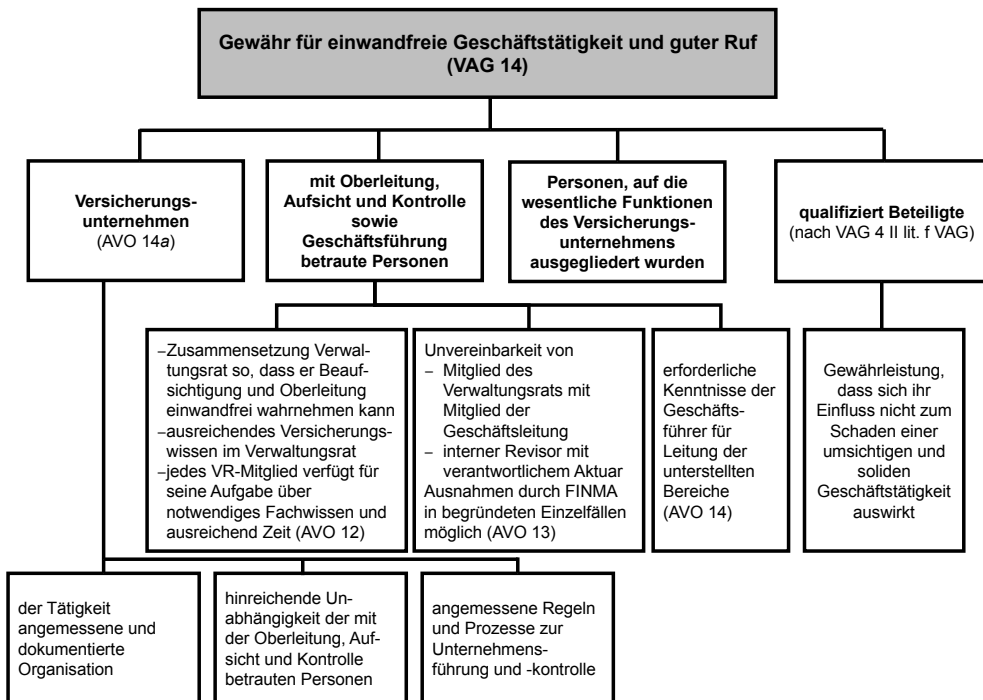 Gewähr für einwandfreie Geschäftstätigkeit und guter Ruf
(VAG 14)
Versicherungs-
unternehmen
(AVO 14a)
mit Oberleitung,
Aufsicht und Kontrolle
sowie
Geschäftsführung
betraute Personen
Personen, auf die
wesentliche Funktionen
des Versicherungs-
unternehmens
ausgegliedert wurden
qualifiziert Beteiligte
(nach VAG 4 II lit. f VAG)
–Zusammensetzung Verwal-
tungsrat so, dass er Beauf-
sichtigung und Oberleitung
einwandfrei wahrnehmen kann
–ausreichendes Versicherungs-
wissen im Verwaltungsrat
–jedes VR-Mitglied verfügt für
seine Aufgabe über
notwendiges Fachwissen und
ausreichend Zeit (AVO 12)
Unvereinbarkeit von
– Mitglied des
Verwaltungsrats mit
Mitglied der
Geschäftsleitung
– interner Revisor mit
verantwortlichem Aktuar
Ausnahmen durch FINMA
in begründeten Einzelfällen
möglich (AVO 13)
erforderliche
Kenntnisse der
Geschäfts-
führer für
Leitung der
unterstellten
Bereiche
(AVO 14)
Gewährleistung,
dass sich ihr
Einfluss nicht zum
Schaden einer
umsichtigen und
soliden
Geschäftstätigkeit
auswirkt
der Tätigkeit
angemessene und
dokumentierte
Organisation
hinreichende Un-
abhängigkeit der mit
der Oberleitung, Auf-
sicht und Kontrolle
betrauten Personen
angemessene Regeln
und Prozesse zur
Unternehmens-
führung und -kontrolle